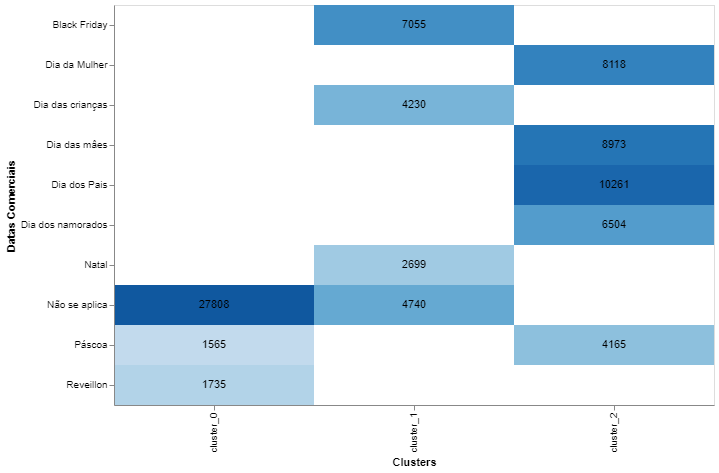 Black Friday
7055
Dia da Mulher
8118
Dia das crianças
4230
Dia das mães
8973
Dia dos Pais
10261
Dia dos namorados
6504
Natal
2699
Não se aplica
27808
4740
Páscoa
1565
4165
Reveillon
1735
Datas Comerciais
cluster_0
cluster_1
cluster_2
Clusters